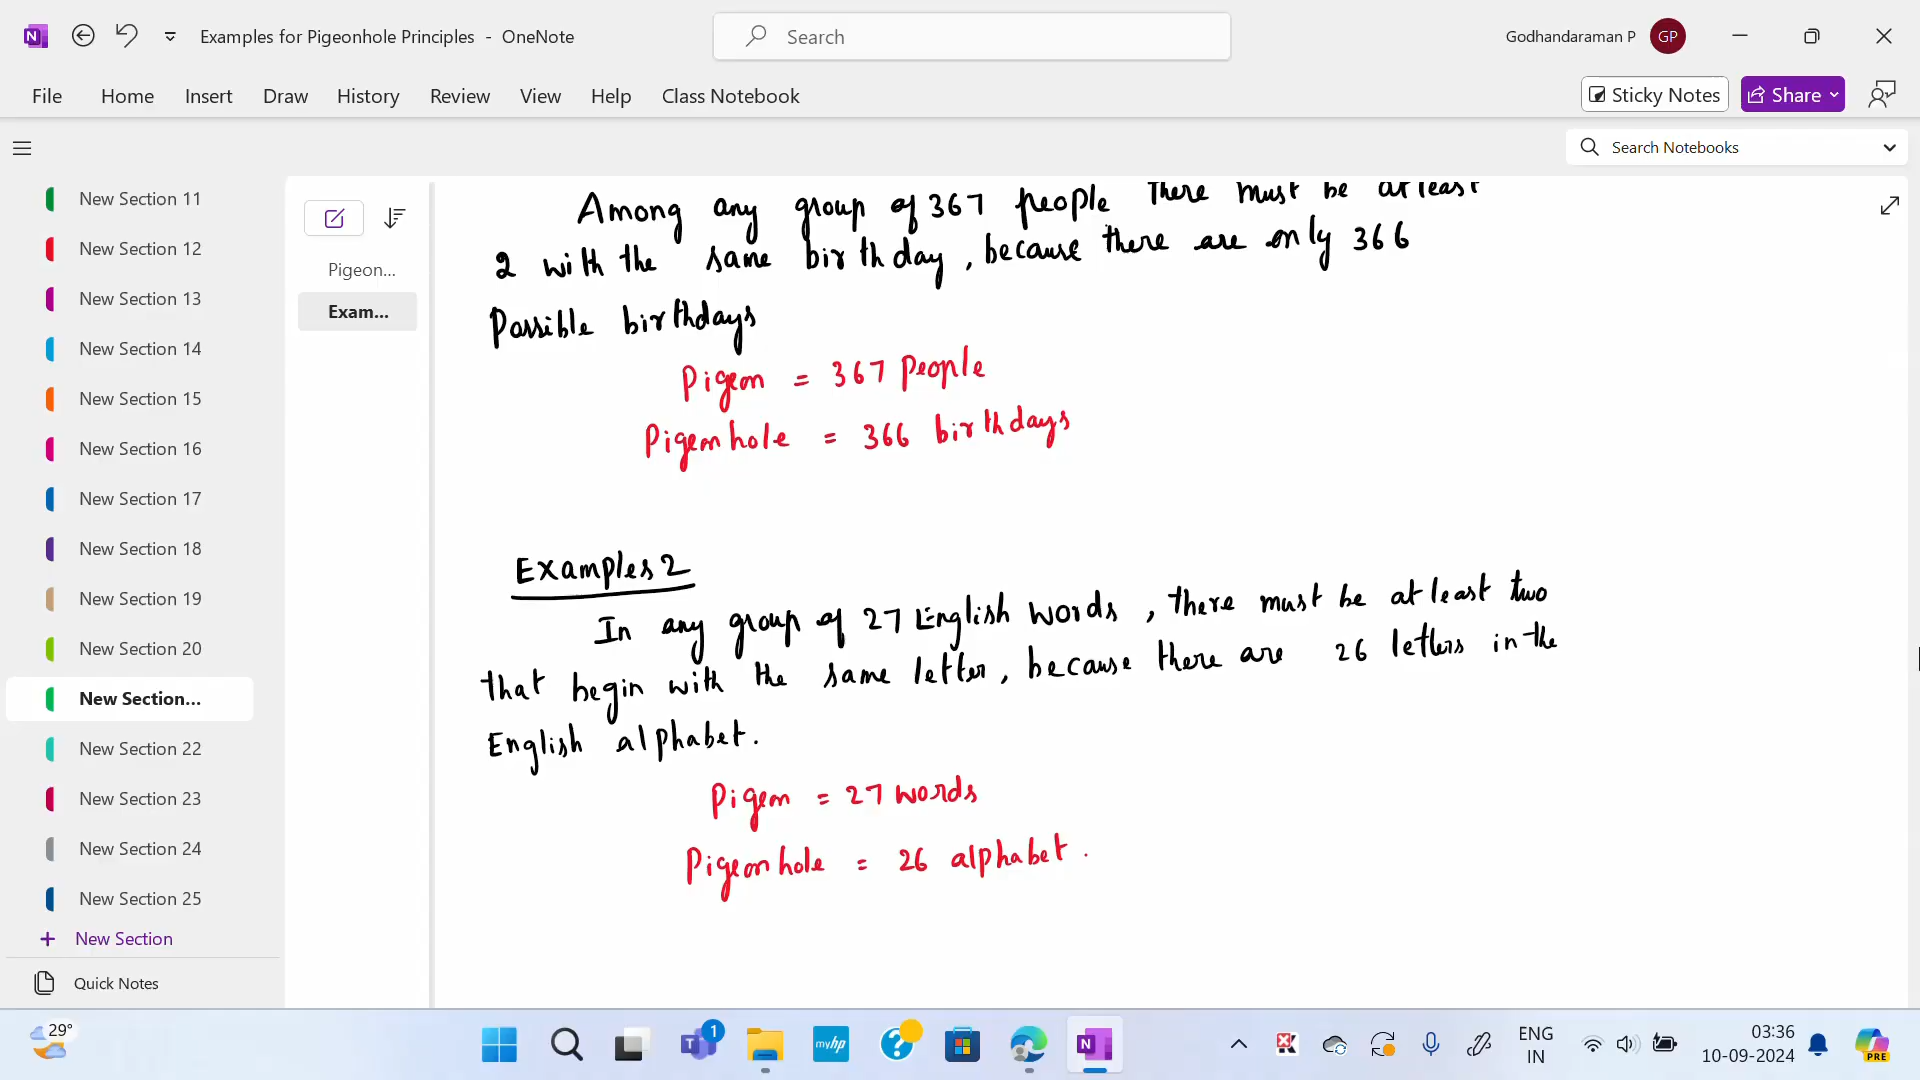 Examples for Pigeonhole Principles - OneNote
Search
Godhandaraman P
GP
File Home Insert Draw History Review View Help Class Notebook
Sticky Notes
Share
Search Notebooks
New Section 11
New Section 12
New Section 13
New Section 14
New Section 15
New Section 16
New Section 17
New Section 18
New Section 19
New Section 20
New Section...
New Section 22
New Section 23
New Section 24
New Section 25
+ New Section
Quick Notes
Pigeon...
Exam...
Among any group of 367 people there must be atleast
2 with the same birthday, because there are only 366
Possible birthdays
Pigeon = 367 People
Pigeonhole = 366 birthdays
Examples 2
In any group of 27 English words, there must be atleast two
that begin with the same letter, because there are 26 letters in the
English alphabet.
Pigeon = 27 words
Pigeonhole = 26 alphabet.
29°
1
myhp
ENG
IN
03:36
10-09-2024
PRE